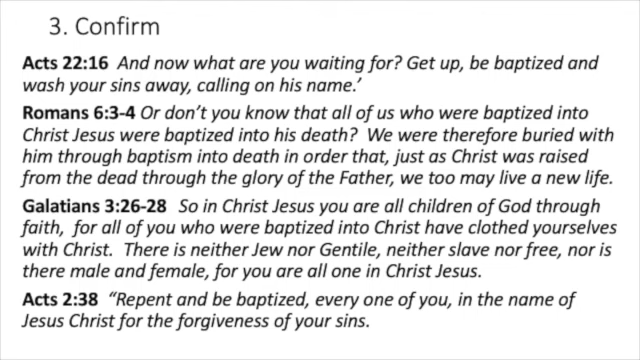 3. Confirm
Acts 22:16 And now what are you waiting for? Get up, be baptized and
wash your sins away, calling on his name.’
Romans 6:3-4 Or don’t you know that all of us who were baptized into
Christ Jesus were baptized into his death? We were therefore buried with
him through baptism into death in order that, just as Christ was raised
from the dead through the glory of the Father, we too may live a new life.
Galatians 3:26-28 So in Christ Jesus you are all children of God through
faith, for all of you who were baptized into Christ have clothed yourselves
with Christ. There is neither Jew nor Gentile, neither slave nor free, nor is
there male and female, for you are all one in Christ Jesus.
Acts 2:38 “Repent and be baptized, every one of you, in the name of
Jesus Christ for the forgiveness of your sins.